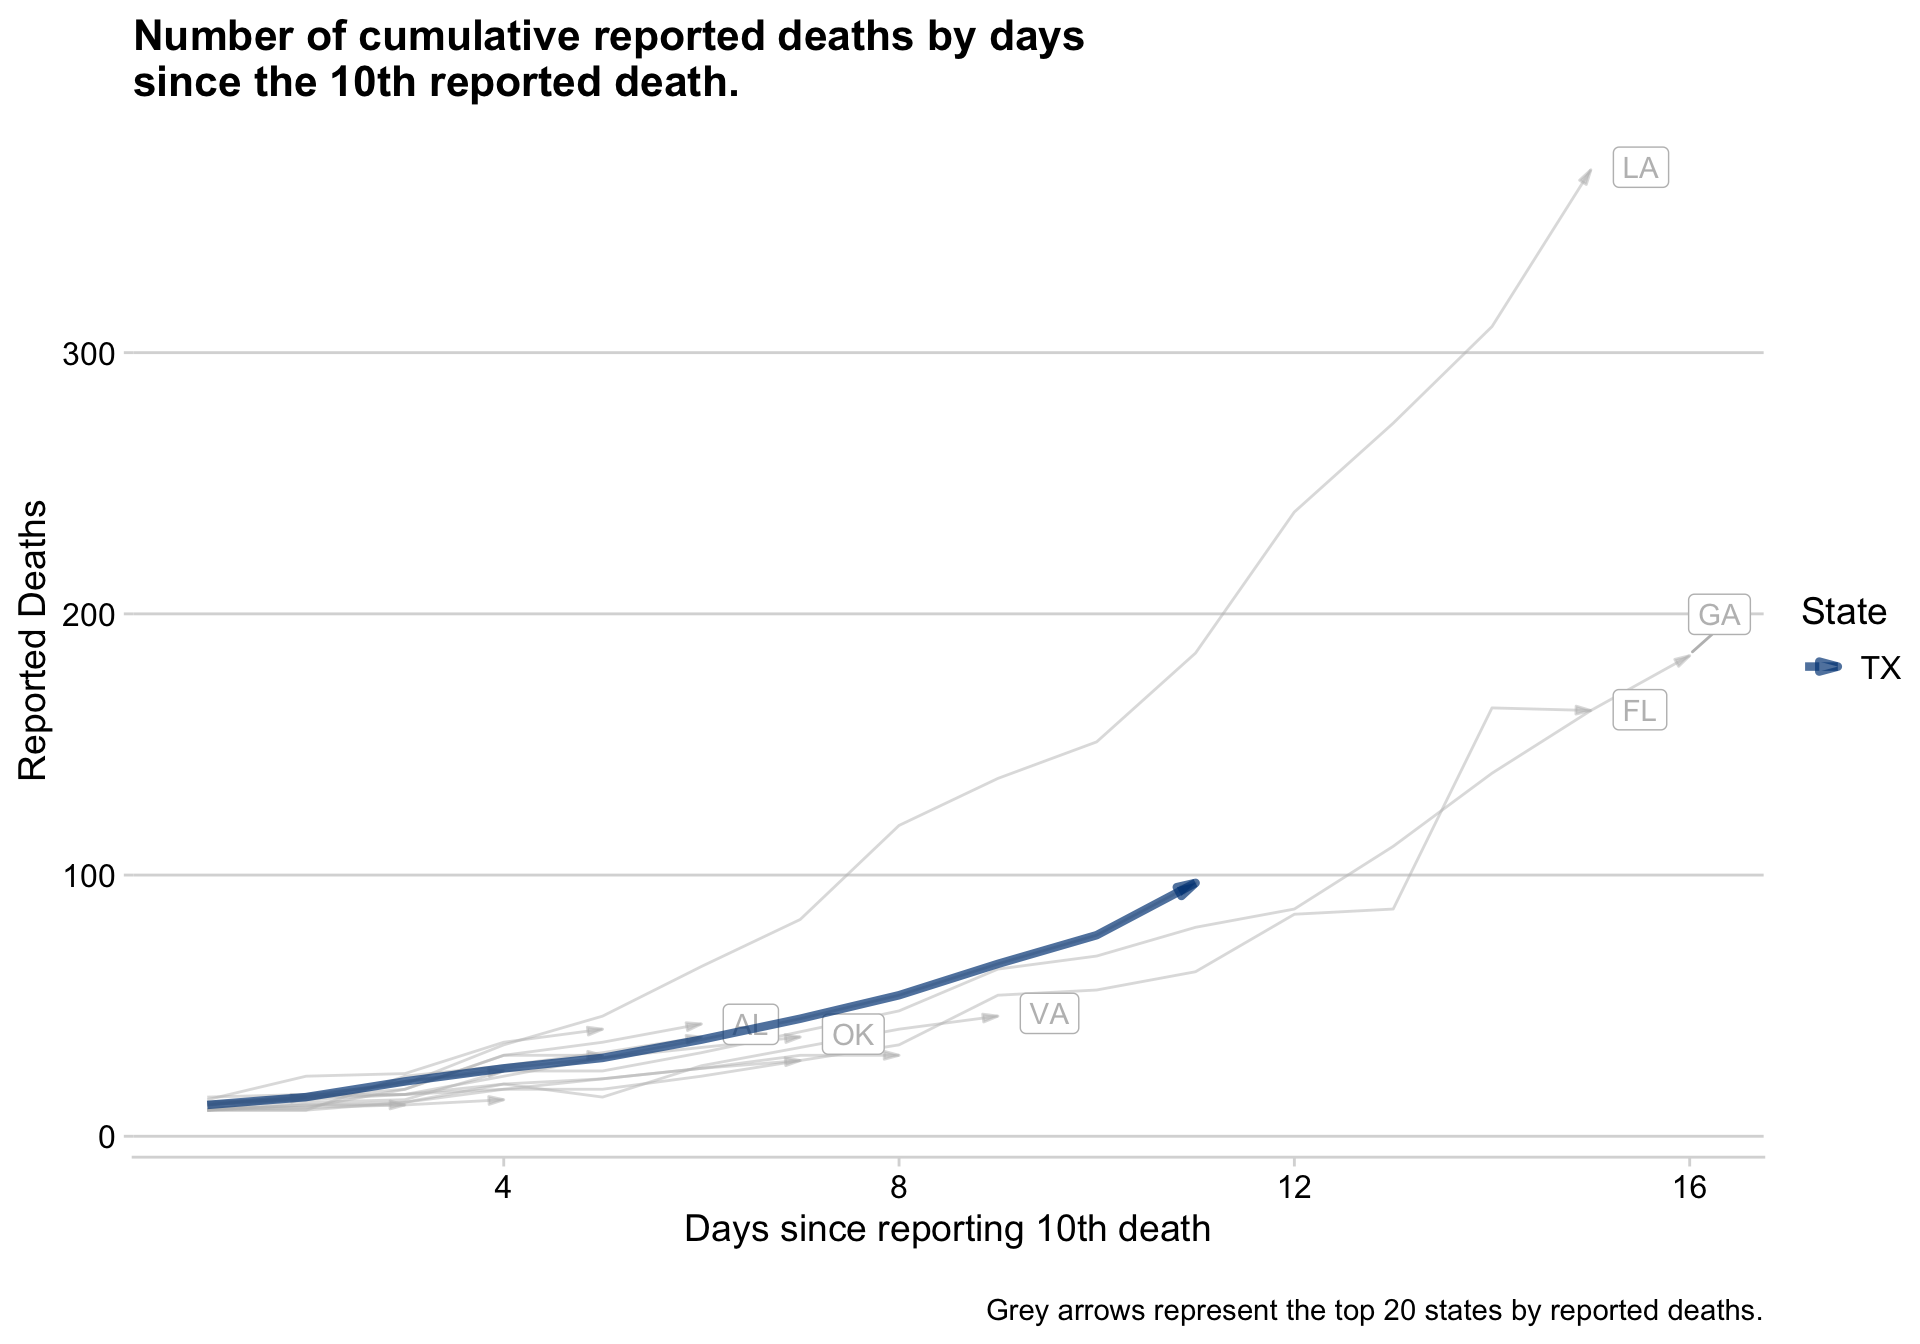 Number of cumulative reported deaths by days
since the 10th reported death.
LA
300
GA
200
State
TX
FL
Reported Deaths
100
AL
OK
VA
0
4
8
12
16
Days since reporting 10th death
Grey arrows represent the top 20 states by reported deaths.